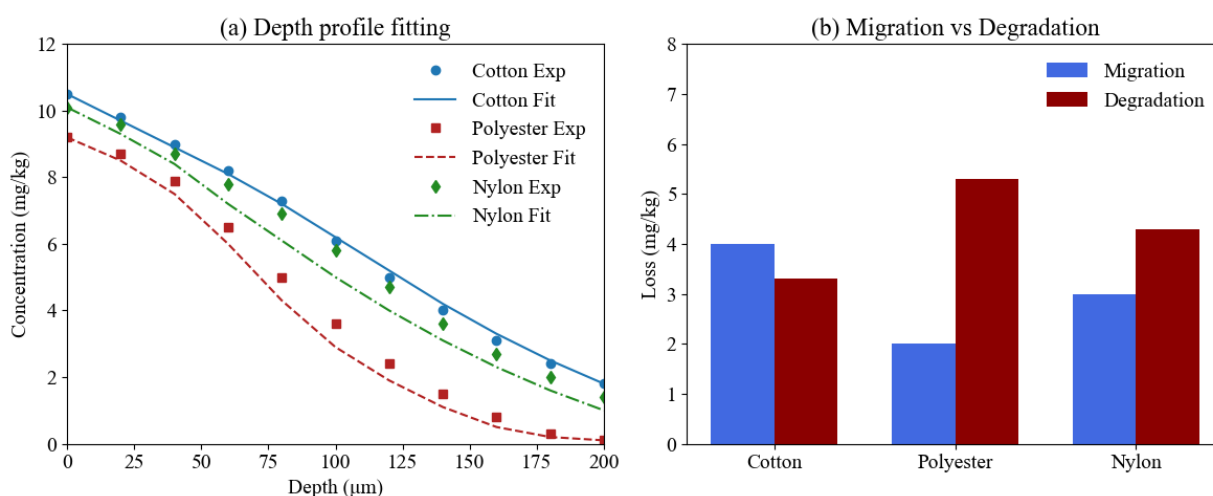 (a) Depth profile fitting
Concentration (mg/kg)
12
10
8
6
4
2
0
0 25 50 75 100 125 150 175 200
Depth (μm)
Cotton Exp
Cotton Fit
Polyester Exp
Polyester Fit
Nylon Exp
Nylon Fit
(b) Migration vs Degradation
Loss (mg/kg)
8
7
6
5
4
3
2
1
0
Cotton Polyester Nylon
Migration
Degradation